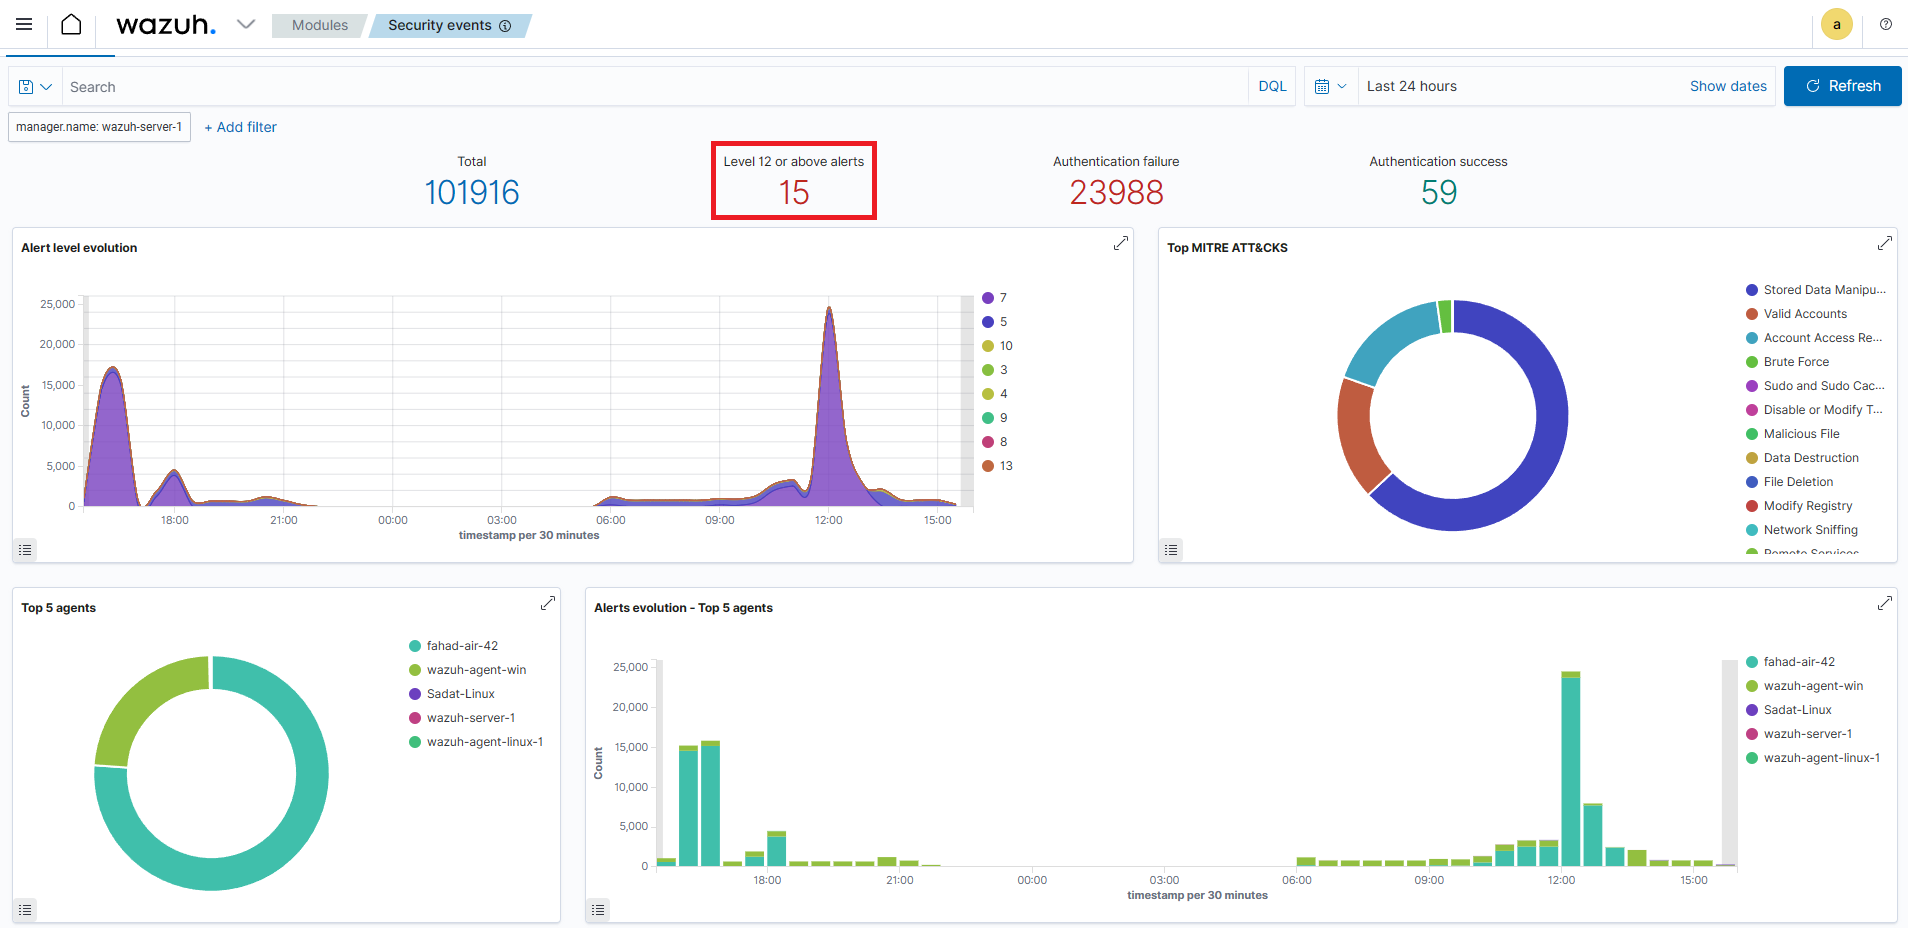 wazuh.
Modules
Security events
a
Search
DQL
Last 24 hours
Show dates
Refresh
manager.name: wazuh-server-1
+ Add filter
Total
101916
Level 12 or above alerts
15
Authentication failure
23988
Authentication success
59
Alert level evolution
25,000
20,000
15,000
10,000
5,000
0
Count
18:00
21:00
00:00
03:00
06:00
09:00
12:00
15:00
timestamp per 30 minutes
7
5
10
3
4
9
8
13
Top MITRE ATT&CKS
Stored Data Manipu...
Valid Accounts
Account Access Re...
Brute Force
Sudo and Sudo Cac...
Disable or Modify T...
Malicious File
Data Destruction
File Deletion
Modify Registry
Network Sniffing
Remote Services
Top 5 agents
fahad-air-42
wazuh-agent-win
Sadat-Linux
wazuh-server-1
wazuh-agent-linux-1
Alerts evolution - Top 5 agents
25,000
20,000
15,000
10,000
5,000
0
Count
18:00
21:00
00:00
03:00
06:00
09:00
12:00
15:00
timestamp per 30 minutes
fahad-air-42
wazuh-agent-win
Sadat-Linux
wazuh-server-1
wazuh-agent-linux-1